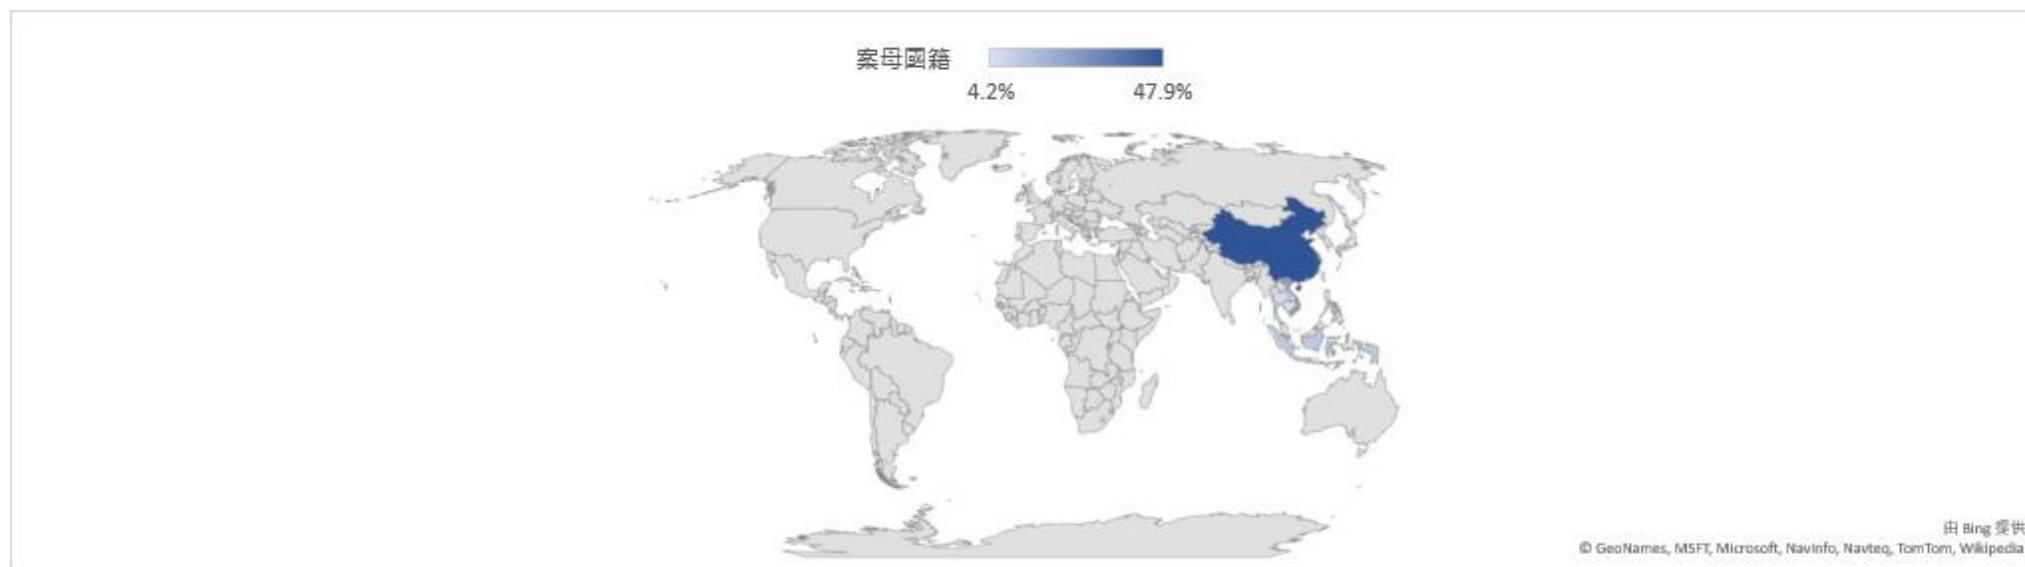 案母國籍
4.2% 47.9%
由 Bing 提供
© GeoNames, MSFT, Microsoft, NavInfo, Navteq, TomTom, Wikipedia